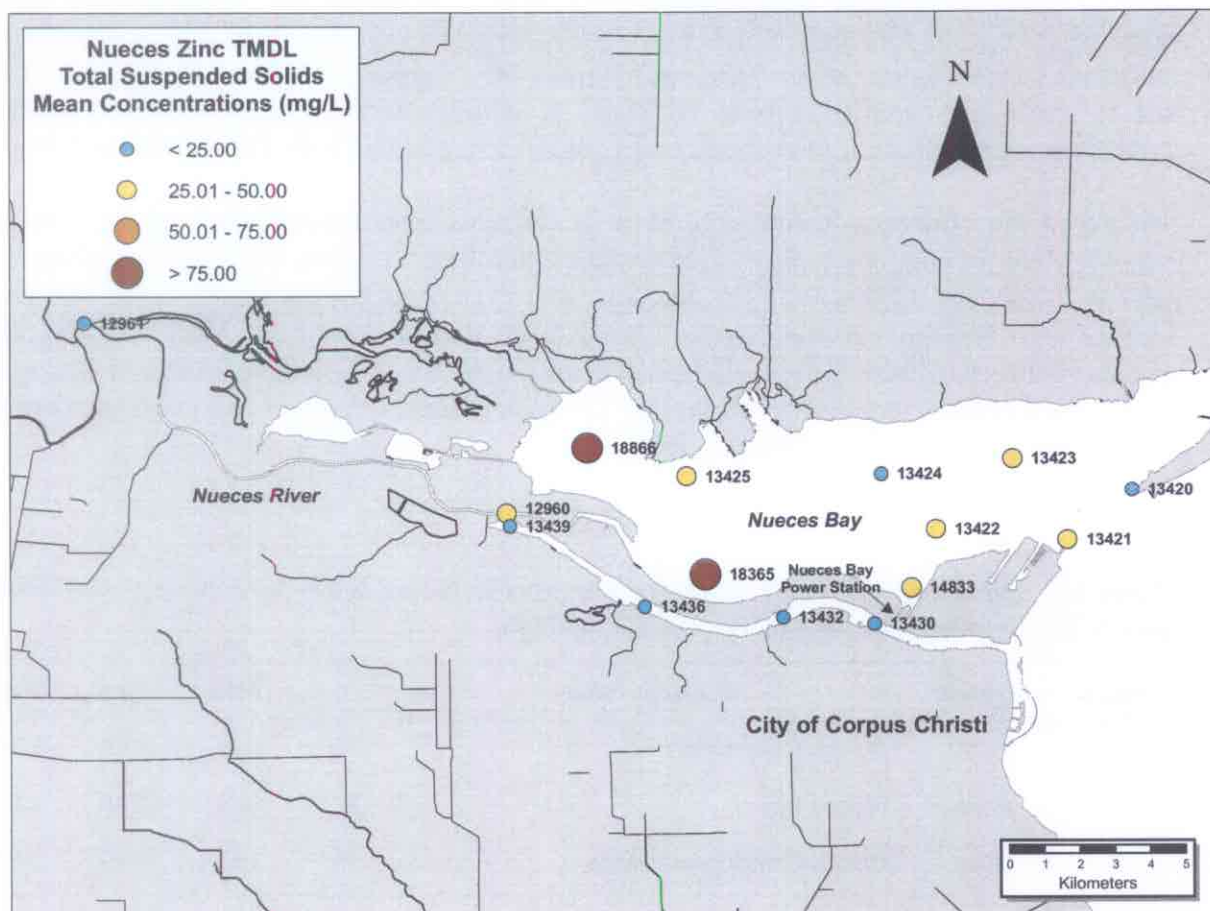 Nueces Zinc TMDL
Total Suspended Solids
Mean Concentrations (mg/L)
< 25.00
25.01 - 50.00
50.01 - 75.00
> 75.00
N
12961
18866
13425
13424
13423
13420
Nueces River
12960
13439
Nueces Bay
13422
13421
18365
Nueces Bay
Power Station
14833
13436
13432
13430
City of Corpus Christi
0 1 2 3 4 5
Kilometers